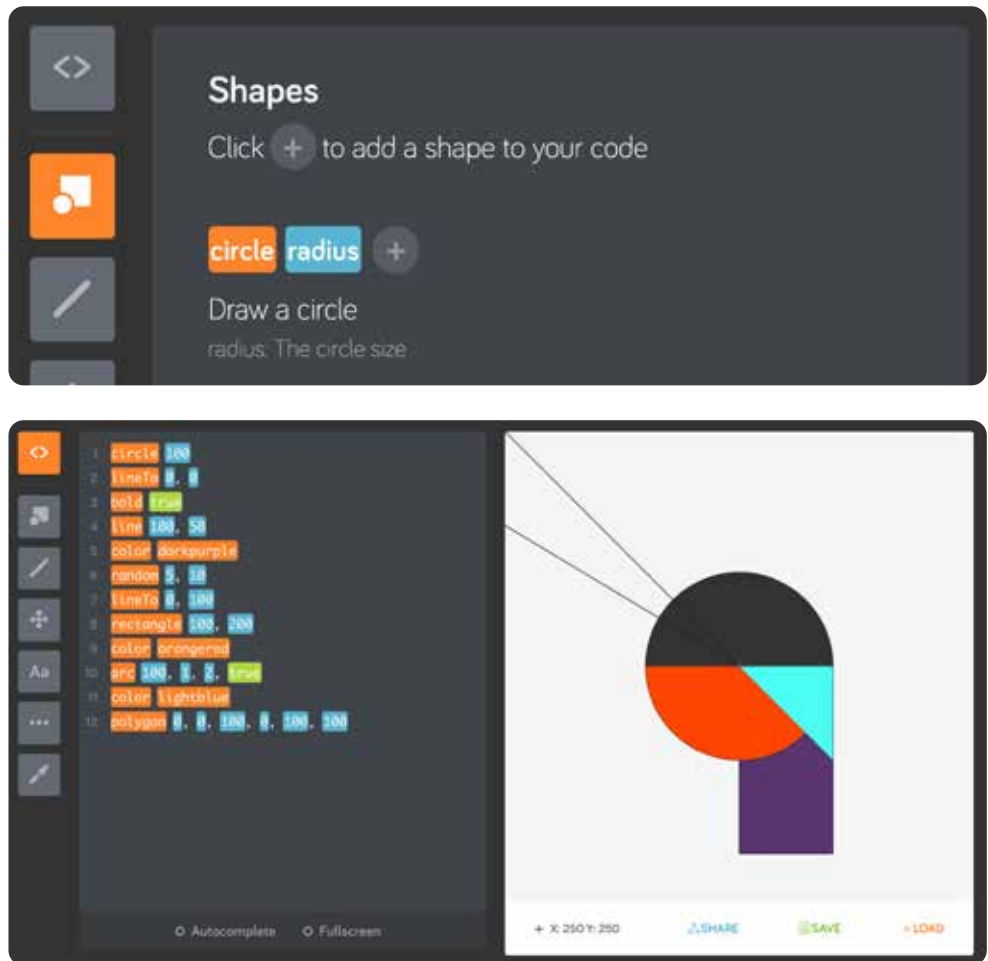 Shapes
Click + to add a shape to your code
circle radius +
Draw a circle
radius: The circle size
1 circle 100
2 lineTo 0, 0
3 bold true
4 line 100, 50
5 color darkpurple
6 random 5, 10
7 lineTo 0, 100
8 rectangle 100, 200
9 color orangered
10 arc 100, 1, 2, true
11 color lightblue
12 polygon 0, 0, 100, 0, 100, 100
Aa
Autocomplete Fullscreen
+ X: 250 Y: 250 SHARE SAVE LOAD